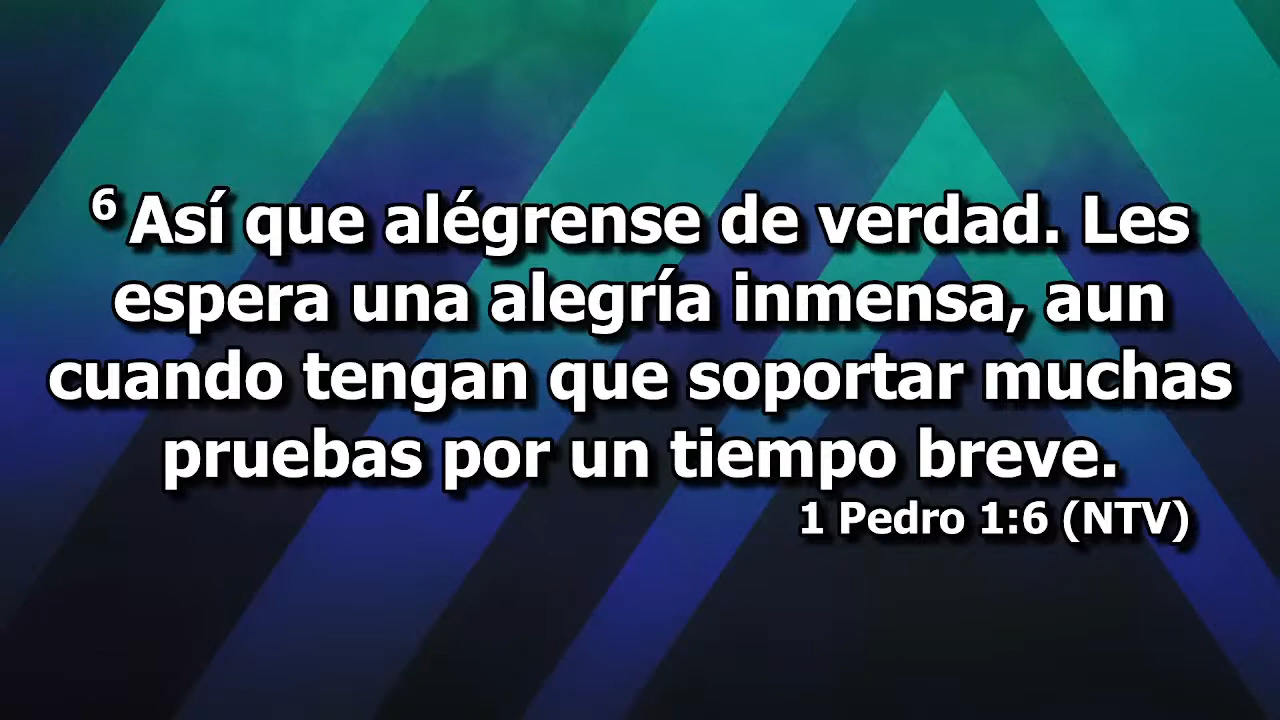 6 Así que alégrense de verdad. Les
espera una alegría inmensa, aun
cuando tengan que soportar muchas
pruebas por un tiempo breve.
1 Pedro 1:6 (NTV)